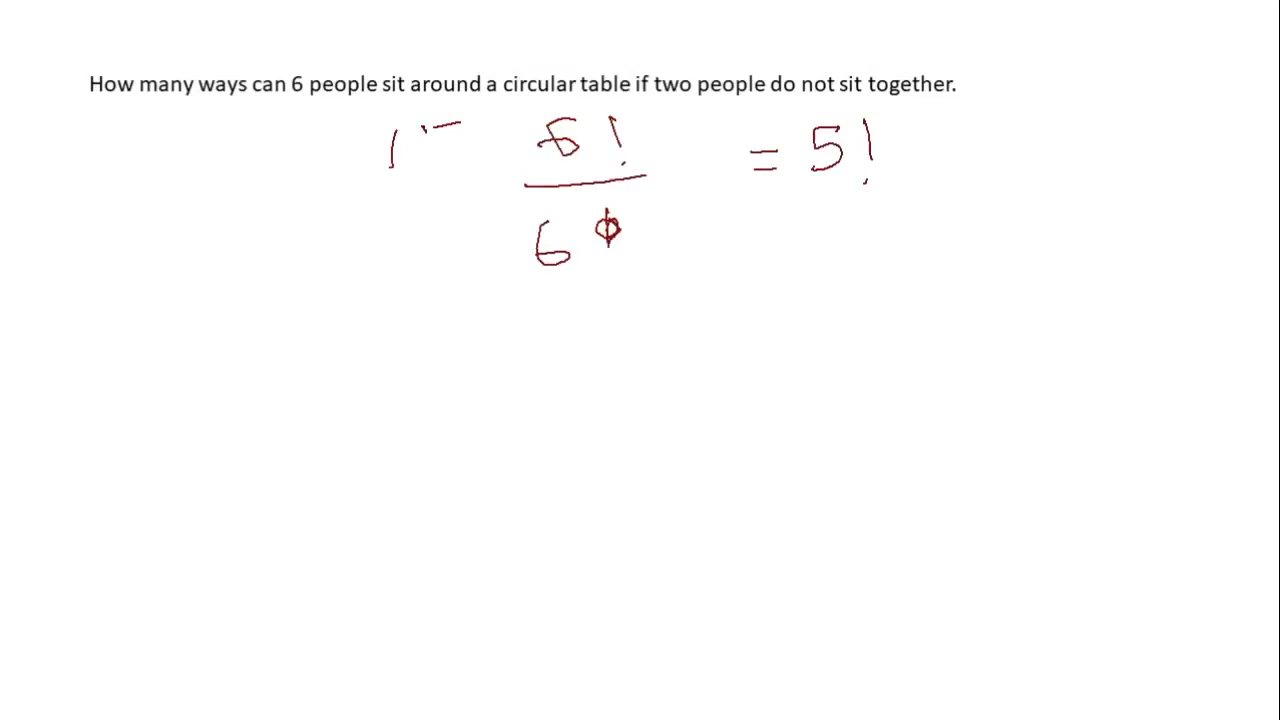 How many ways can 6 people sit around a circular table if two people do not sit together.
6! = 5!
6